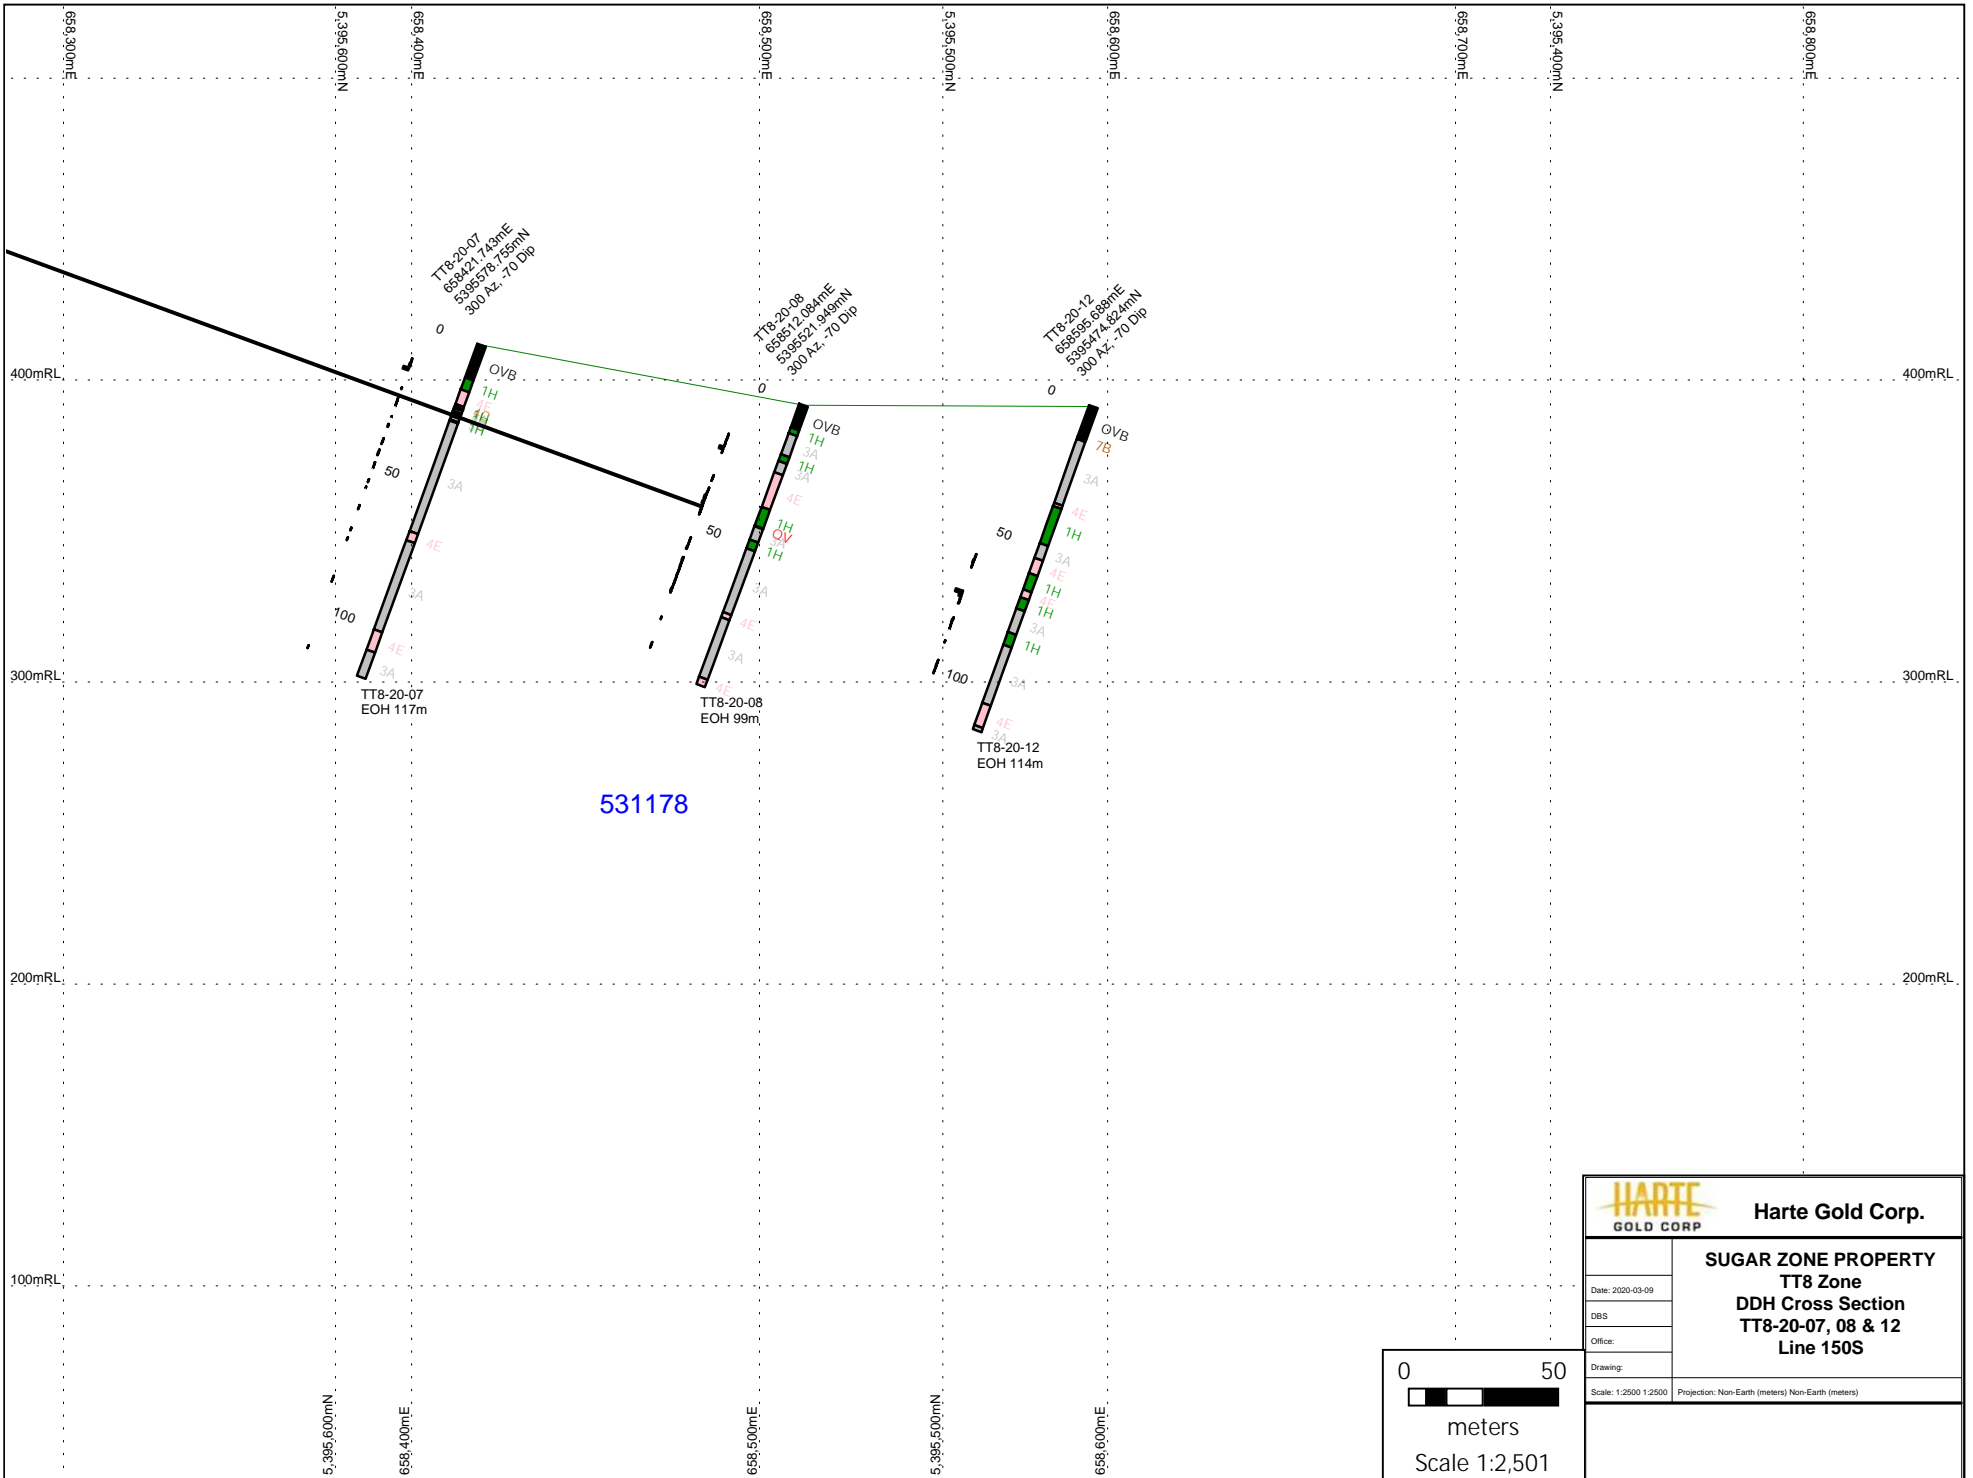 658,300mE
5,395,600mN
658,400mE
658,500mE
5,395,500mN
658,600mE
658,700mE
5,395,400mN
658,800mE
TT8-20-07
658421.743mE
5395578.755mN
300 Az, -70 Dip
TT8-20-08
658512.084mE
5395521.949mN
300 Az, -70 Dip
TT8-20-12
658595.688mE
5395474.824mN
300 Az, -70 Dip
400mRL
400mRL
0
OVB
1H
4E
1H
1H
50
3A
4E
3A
100
4E
3A
TT8-20-07
EOH 117m
0
OVB
1H
3A
1H
3A
4E
50
1H
QV
3A
1H
3A
4E
3A
4E
TT8-20-08
EOH 99m
0
OVB
7B
3A
4E
50
1H
3A
4E
1H
4E
1H
3A
1H
100
3A
4E
3A
TT8-20-12
EOH 114m
300mRL
300mRL
531178
200mRL
200mRL
100mRL
5,395,600mN
658,400mE
658,500mE
5,395,500mN
658,600mE
0 50
meters
Scale 1:2,501
HARTE
GOLD CORP
Harte Gold Corp.
SUGAR ZONE PROPERTY
TT8 Zone
DDH Cross Section
TT8-20-07, 08 & 12
Line 150S
Date: 2020-03-09
DBS
Office:
Drawing:
Scale: 1:2500 1:2500
Projection: Non-Earth (meters) Non-Earth (meters)